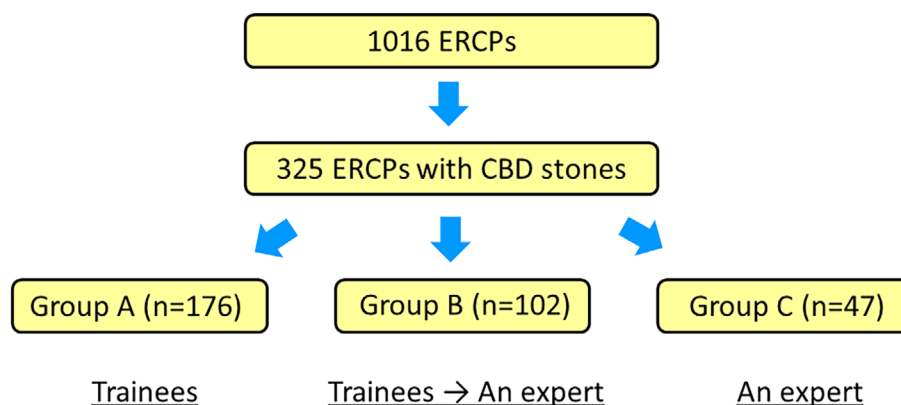 1016 ERCPs
325 ERCPs with CBD stones
Group A (n=176)
Group B (n=102)
Group C (n=47)
Trainees
Trainees → An expert
An expert